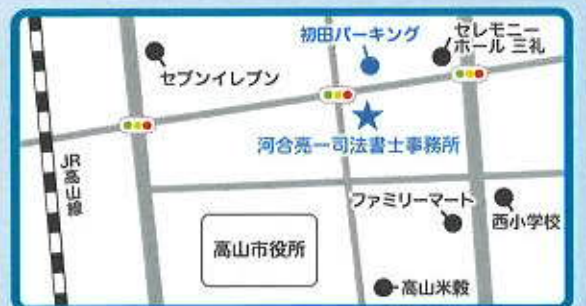 初田パーキング
セレモニー
ホール 三礼
セブンイレブン
河合亮一司法書士事務所
JR高山線
ファミリーマート
西小学校
高山市役所
高山米穀